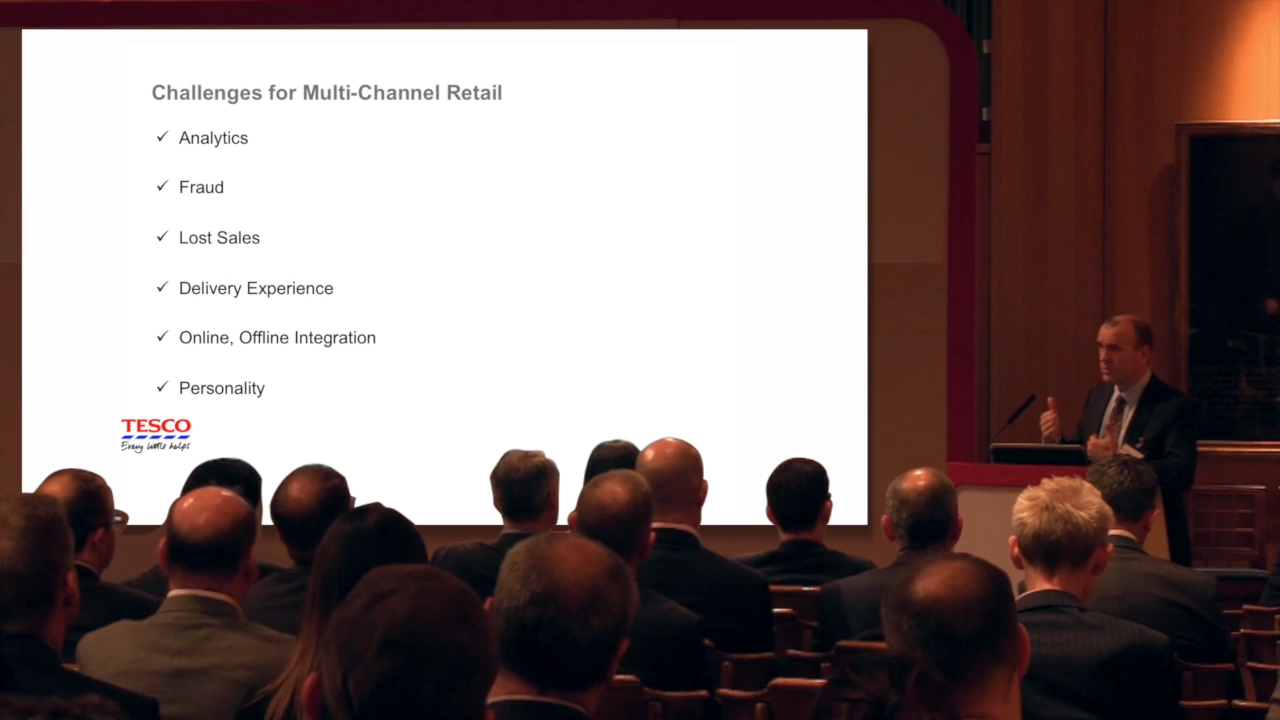 Challenges for Multi-Channel Retail
✓ Analytics
✓ Fraud
✓ Lost Sales
✓ Delivery Experience
✓ Online, Offline Integration
✓ Personality
TESCO
Every little helps